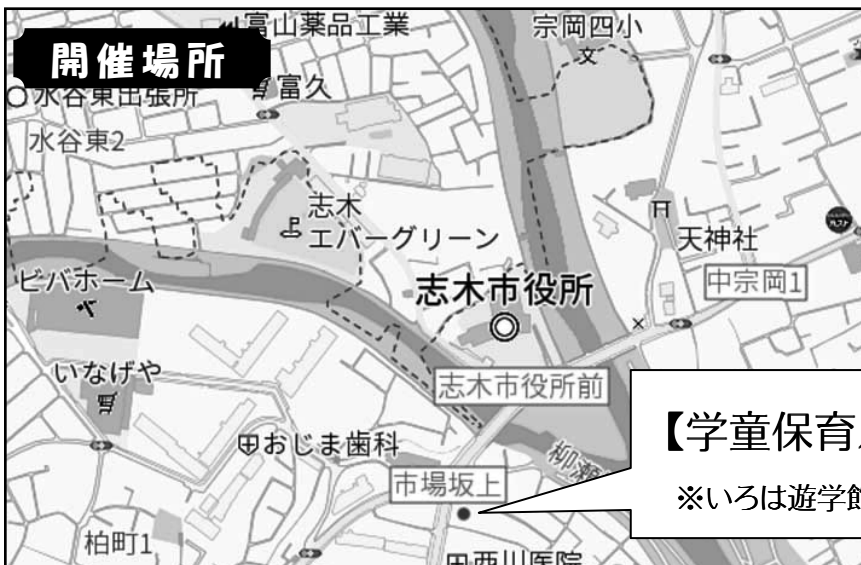 富山薬品工業
宗岡四小
開催場所
水谷東出張所
富久
文
水谷東2
志木
エバーグリーン
天神社
ビバホーム
志木市役所
中宗岡1
いなげや
志木市役所前
【学童保育
おじま歯科
柳瀬
市場坂上
※いろは遊学館
柏町1
西川医院